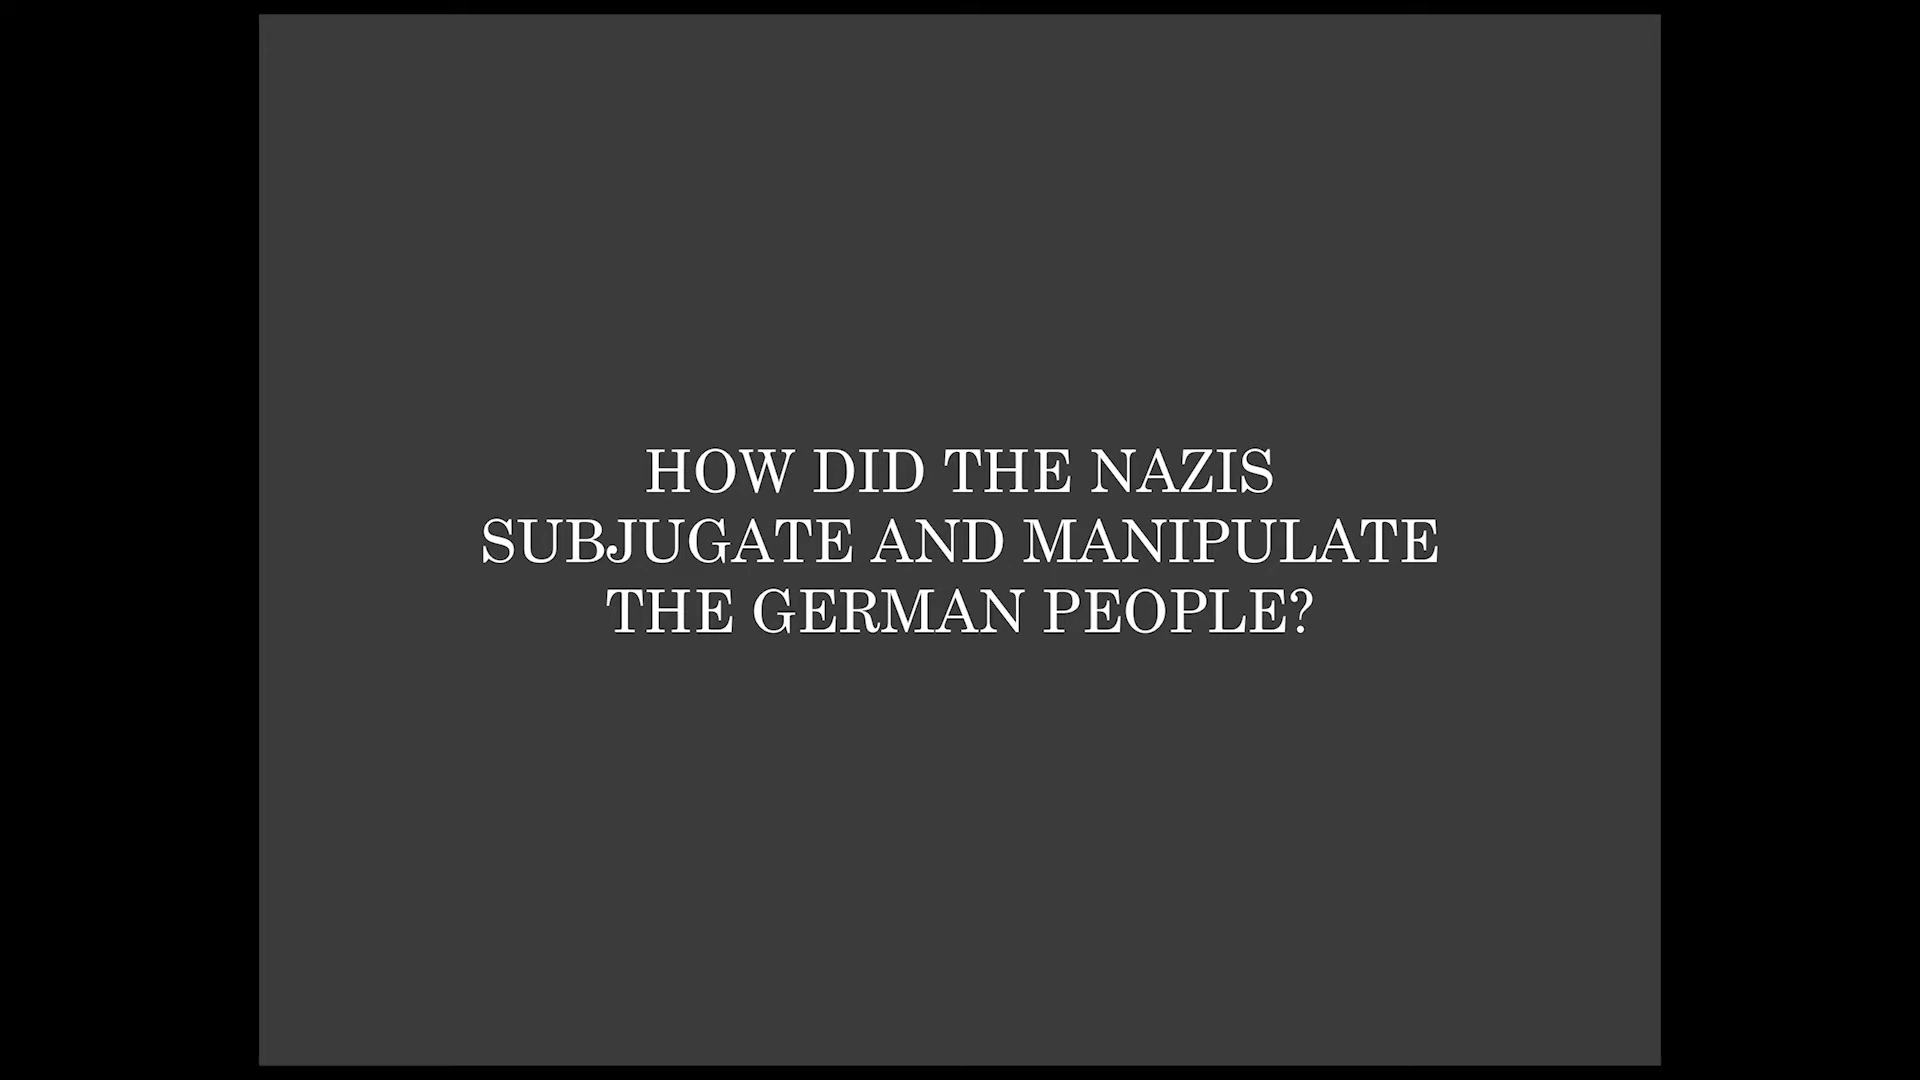 HOW DID THE NAZIS
SUBJUGATE AND MANIPULATE
THE GERMAN PEOPLE?